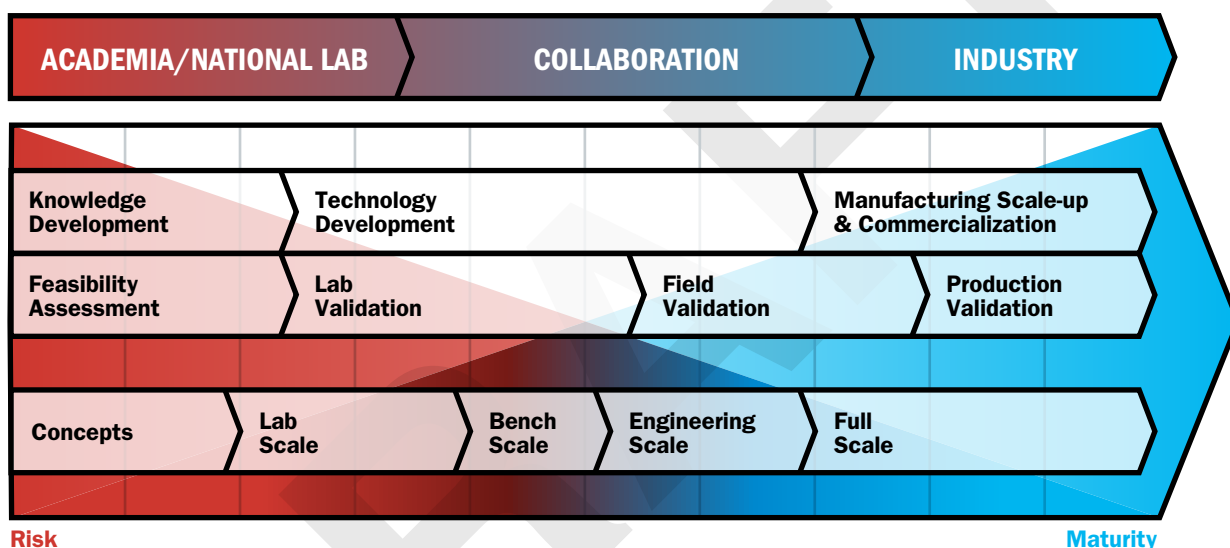 ACADEMIA/NATIONAL LAB
COLLABORATION
INDUSTRY
Knowledge
Development
Technology
Development
Manufacturing Scale-up
& Commercialization
Feasibility
Assessment
Lab
Validation
Field
Validation
Production
Validation
Concepts
Lab
Scale
Bench
Scale
Engineering
Scale
Full
Scale
Risk
Maturity